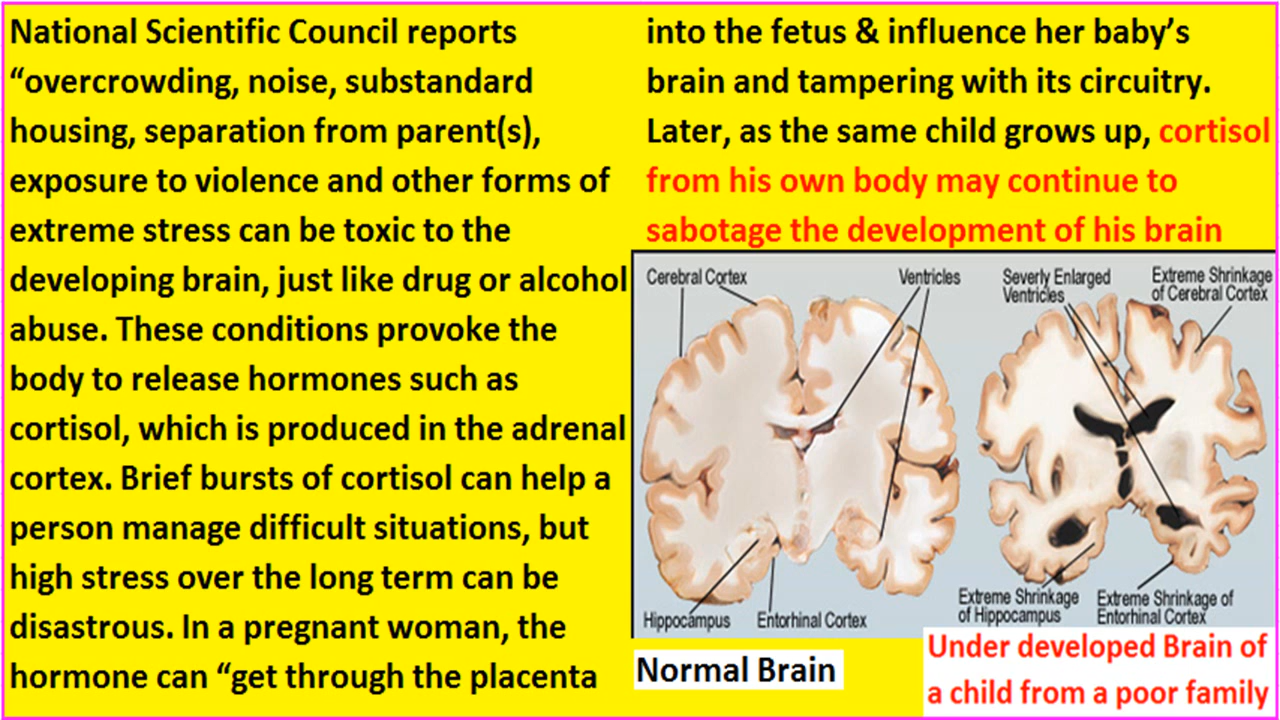 National Scientific Council reports
“overcrowding, noise, substandard
housing, separation from parent(s),
exposure to violence and other forms of
extreme stress can be toxic to the
developing brain, just like drug or alcohol
abuse. These conditions provoke the
body to release hormones such as
cortisol, which is produced in the adrenal
cortex. Brief bursts of cortisol can help a
person manage difficult situations, but
high stress over the long term can be
disastrous. In a pregnant woman, the
hormone can “get through the placenta
into the fetus & influence her baby’s
brain and tampering with its circuitry.
Later, as the same child grows up, cortisol
from his own body may continue to
sabotage the development of his brain
Cerebral Cortex
Ventricles
Hippocampus
Entorhinal Cortex
Normal Brain
Severly Enlarged
Ventricles
Extreme Shrinkage
of Cerebral Cortex
Extreme Shrinkage
of Hippocampus
Extreme Shrinkage of
Entorhinal Cortex
Under developed Brain of
a child from a poor family